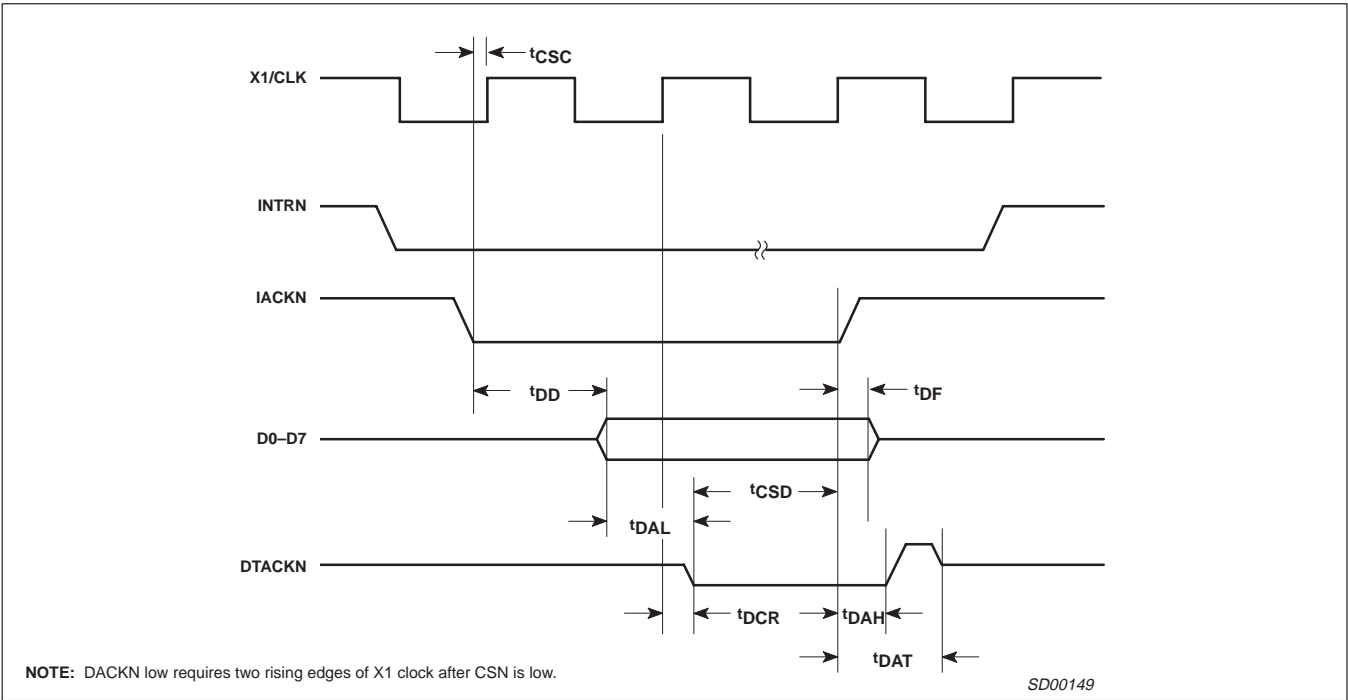 tCSC
X1/CLK
INTRN
IACKN
tDD
tDF
D0–D7
tCSD
tDAL
DTACKN
tDCR
tDAH
tDAT
NOTE: DACKN low requires two rising edges of X1 clock after CSN is low.
SD00149